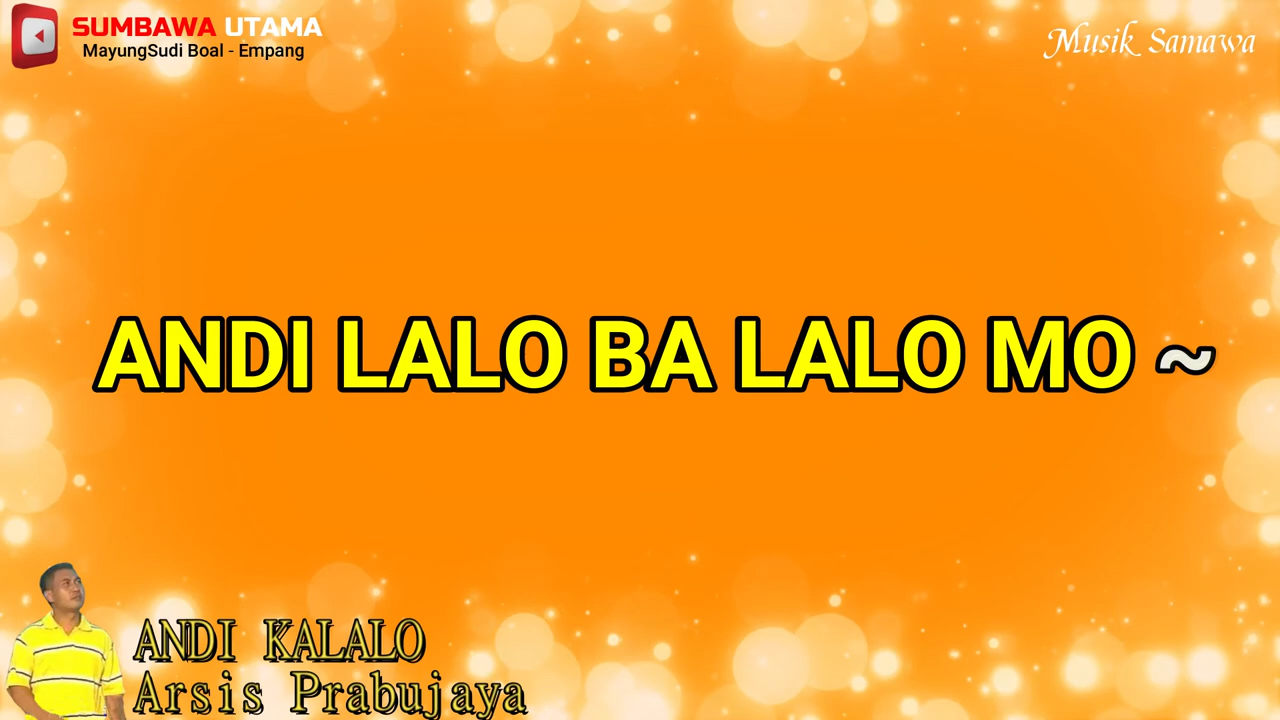 SUMBAWA UTAMA
MayungSudi Boal - Empang
Musik Samawa
ANDI LALO BA LALO MO ~
ANDI KALALO
Arsis Prabujaya